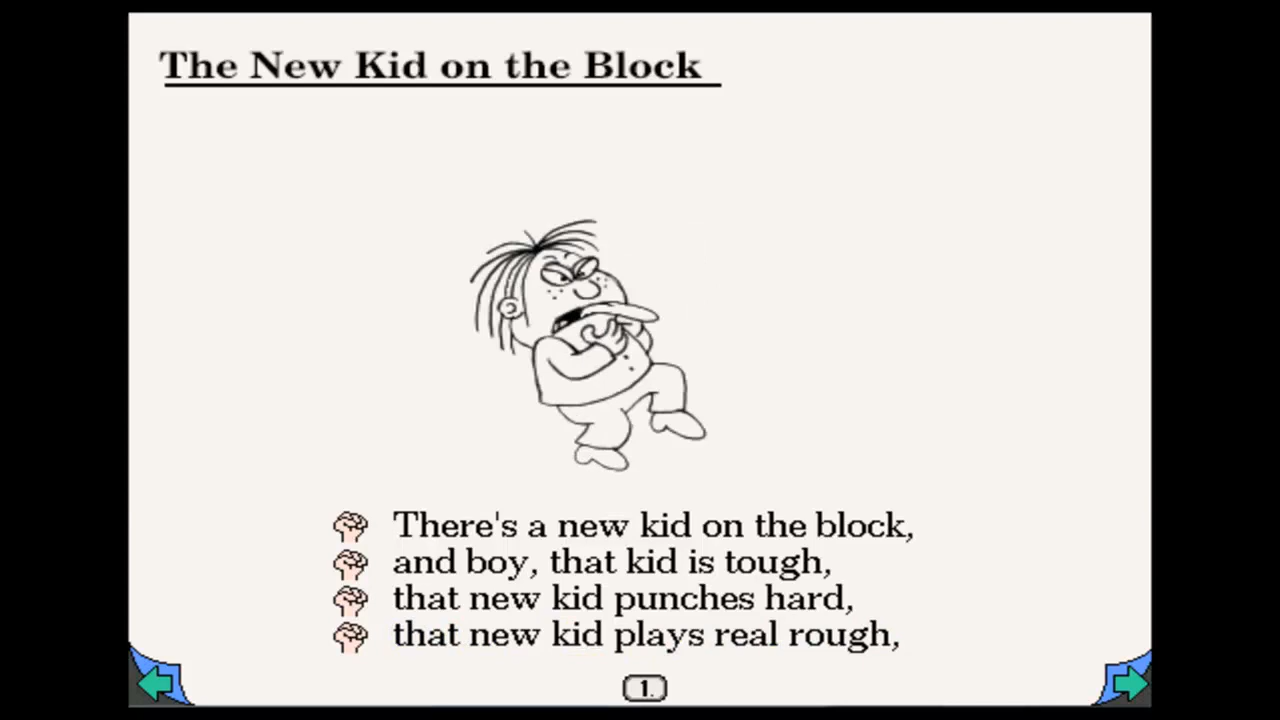 The New Kid on the Block
There's a new kid on the block,
and boy, that kid is tough,
that new kid punches hard,
that new kid plays real rough,
1.